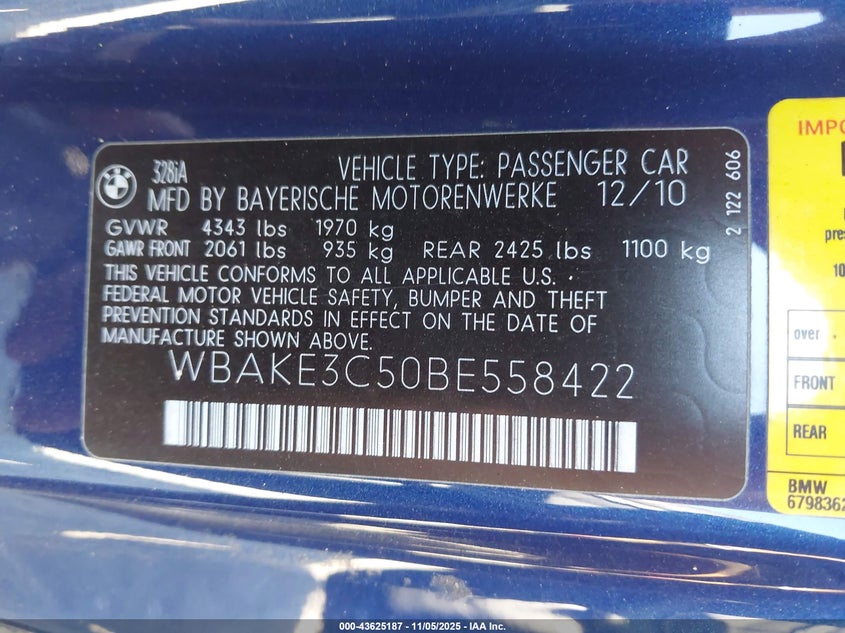 328iA
VEHICLE TYPE: PASSENGER CAR
MFD BY BAYERISCHE MOTORENWERKE 12/10
GVWR 4343 lbs 1970 kg
GAWR FRONT 2061 lbs 935 kg REAR 2425 lbs 1100 kg
THIS VEHICLE CONFORMS TO ALL APPLICABLE U.S.
FEDERAL MOTOR VEHICLE SAFETY, BUMPER AND THEFT
PREVENTION STANDARDS IN EFFECT ON THE DATE OF
MANUFACTURE SHOWN ABOVE.
WBAKE3C50BE558422
2 122 606
IMPO
pres
10
over
FRONT
REAR
BMW
6798362
000-43625187 - 11/05/2025 - IAA Inc.